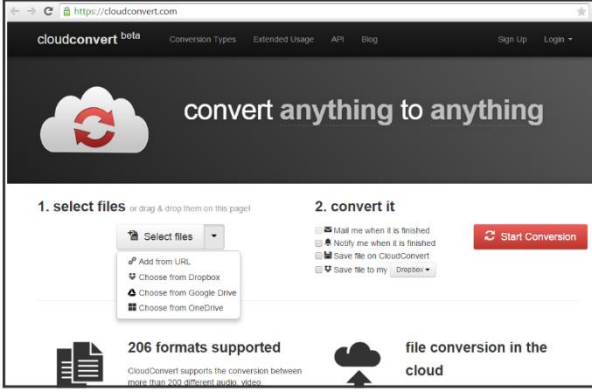 https://cloudconvert.com
cloudconvert beta Conversion Types Extended Usage API Blog Sign Up Login
convert anything to anything
1. select files or drag & drop them on this page!
Select files
Add from URL
Choose from Dropbox
Choose from Google Drive
Choose from OneDrive
2. convert it
Mail me when it is finished
Notify me when it is finished
Save file on CloudConvert
Save file to my Dropbox
Start Conversion
206 formats supported
CloudConvert supports the conversion between
more than 200 different audio, video,
file conversion in the
cloud